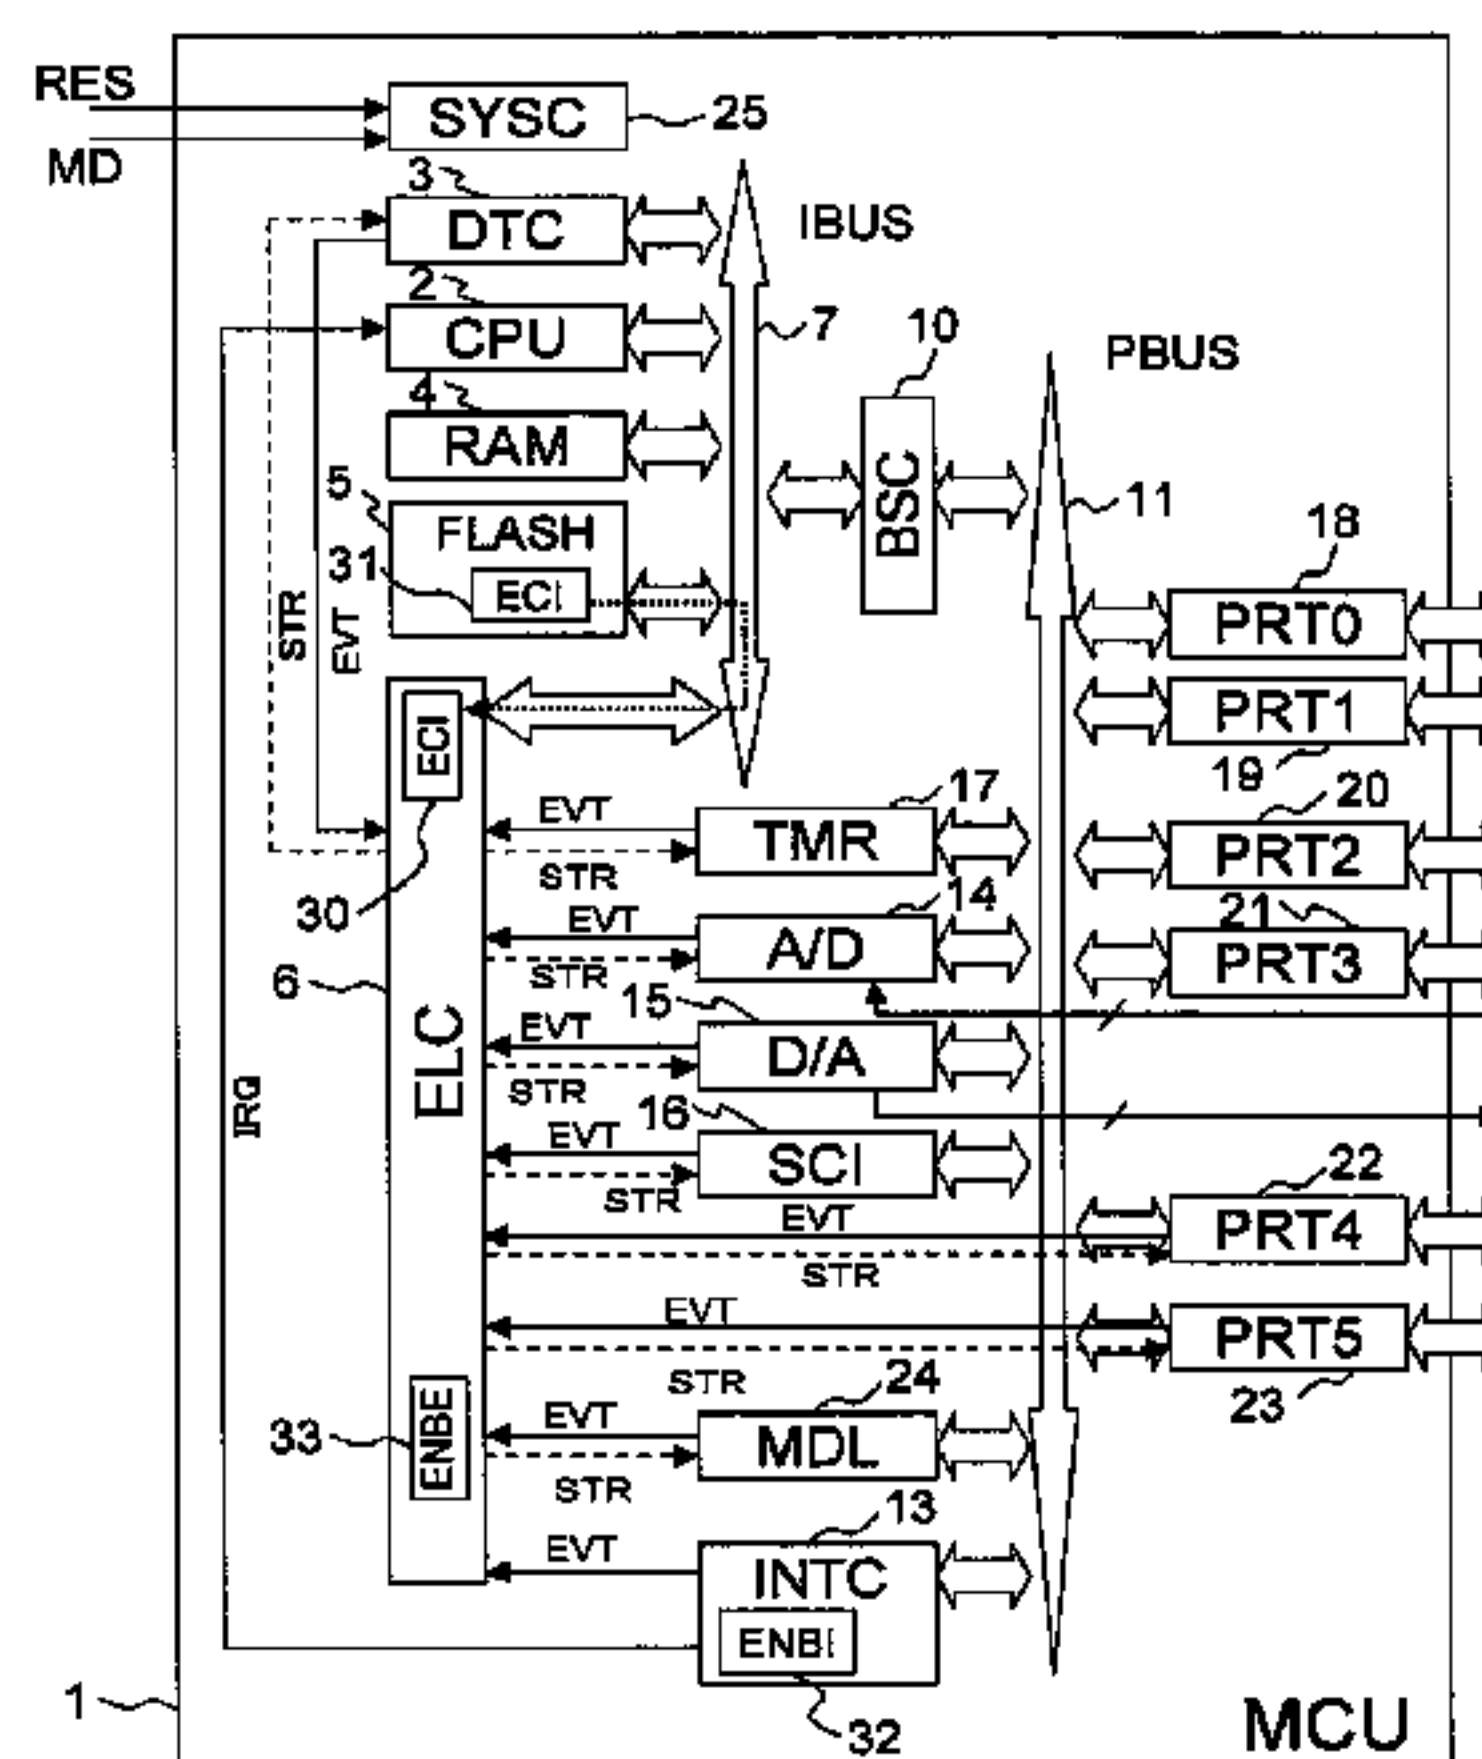 RES
SYSC
25
MD
3
DTC
IBUS
2
CPU
7
10
PBUS
4
RAM
BSC
11
5
FLASH
18
31
ECI
PRT0
STR
EVT
ECI
PRT1
19
17
20
EVT
TMR
PRT2
STR
30
14
21
EVT
A/D
PRT3
STR
6
15
EVT
D/A
ELC
STR
IRQ
16
EVT
SCI
22
STR
EVT
PRT4
STR
EVT
PRT5
STR
24
23
33
ENBE
EVT
MDL
STR
13
EVT
INTC
ENBI
1
32
MCU